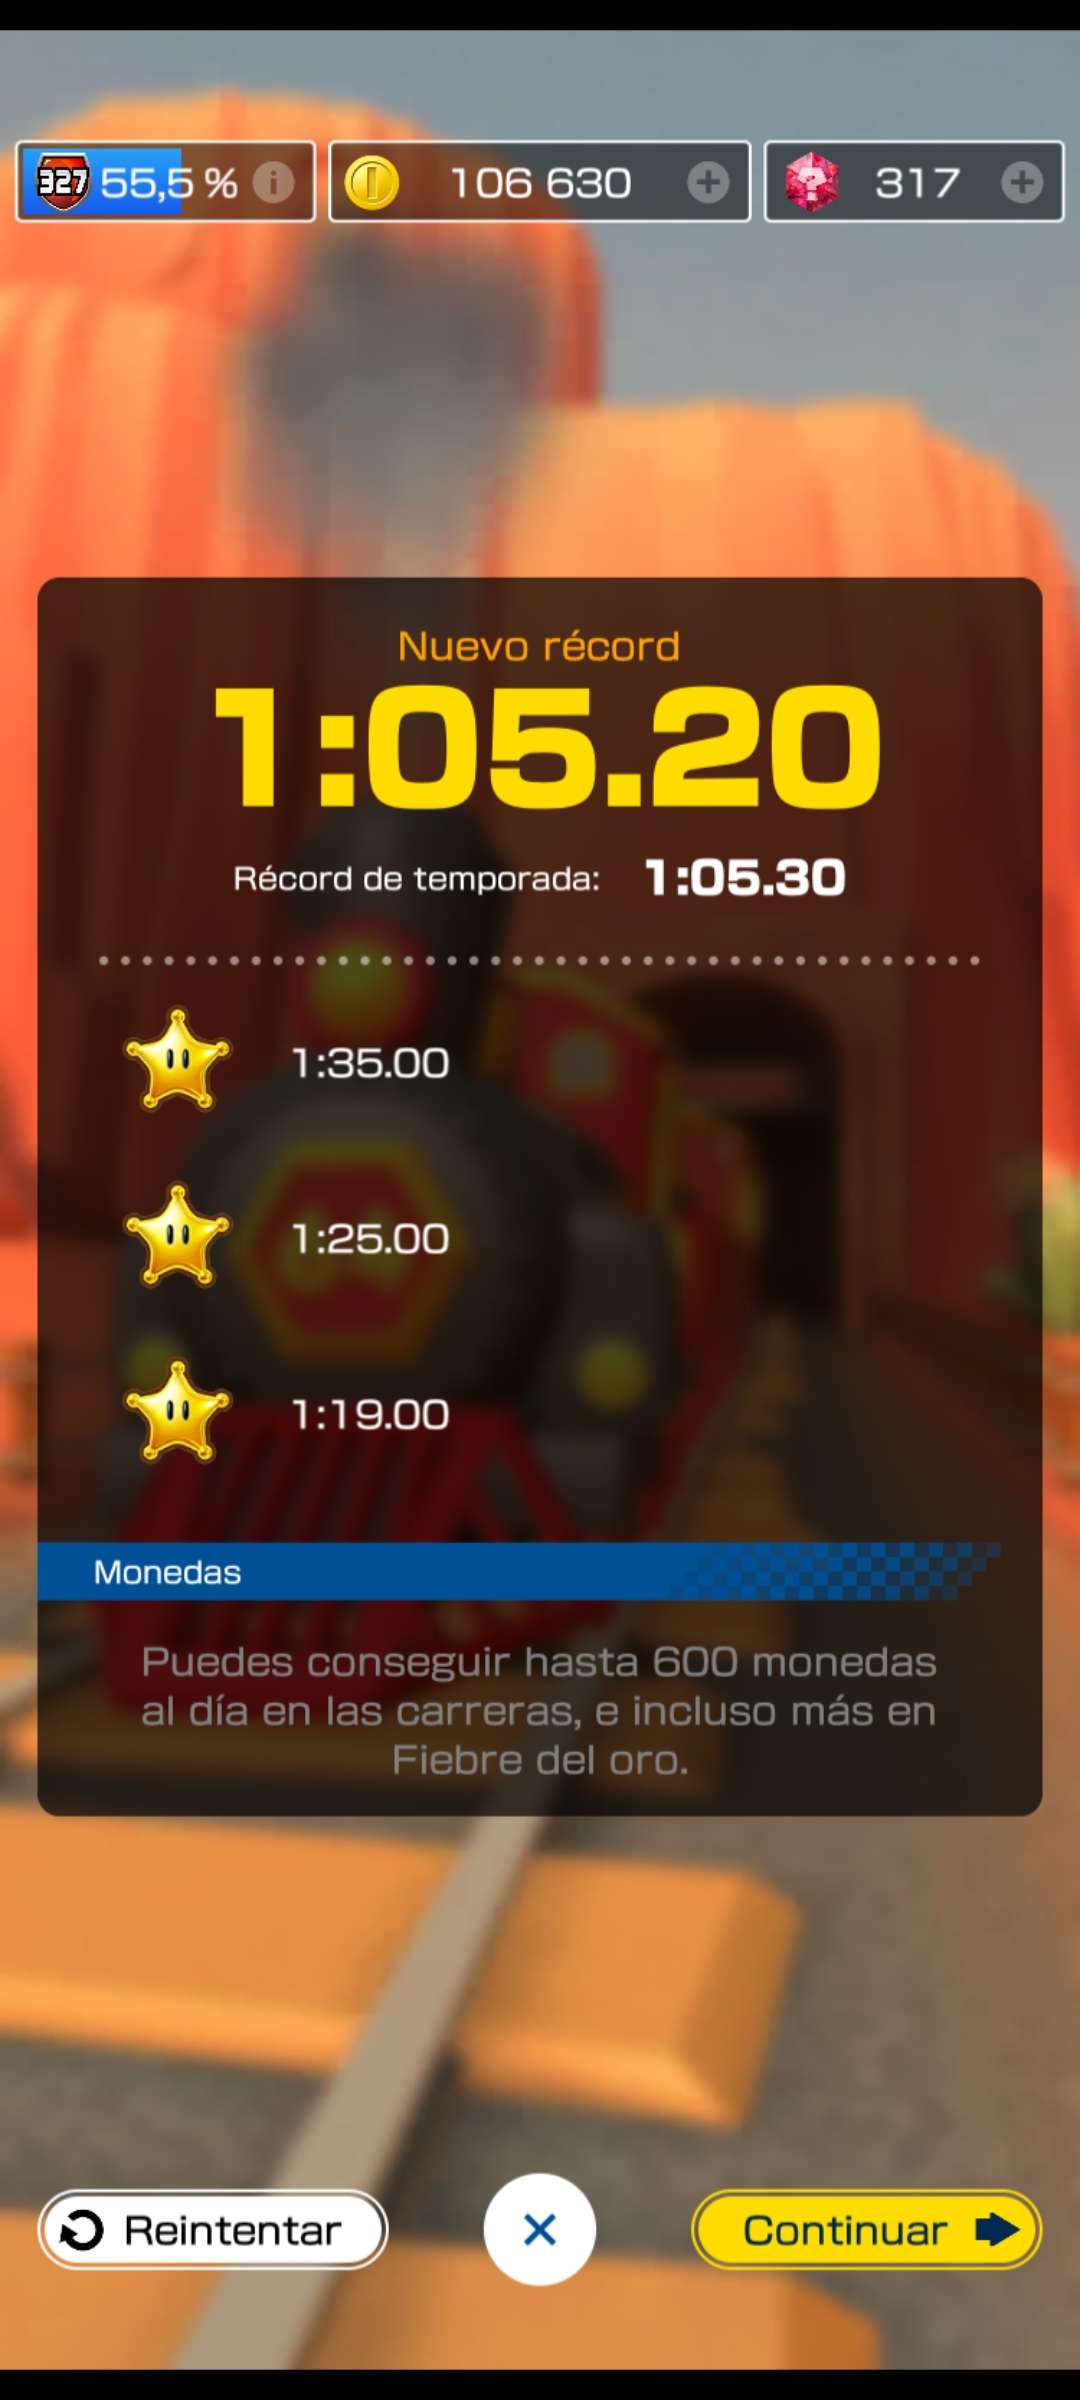 327 55,5 %
106 630
317
Nuevo récord
1:05.20
Récord de temporada: 1:05.30
1:35.00
1:25.00
1:19.00
Monedas
Puedes conseguir hasta 600 monedas
al día en las carreras, e incluso más en
Fiebre del oro.
Reintentar
Continuar